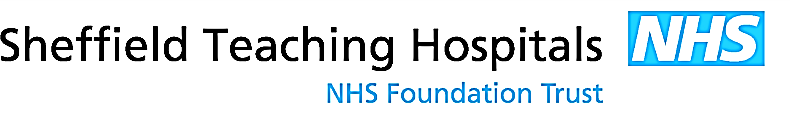 Sheffield Teaching Hospitals NHS
NHS Foundation Trust